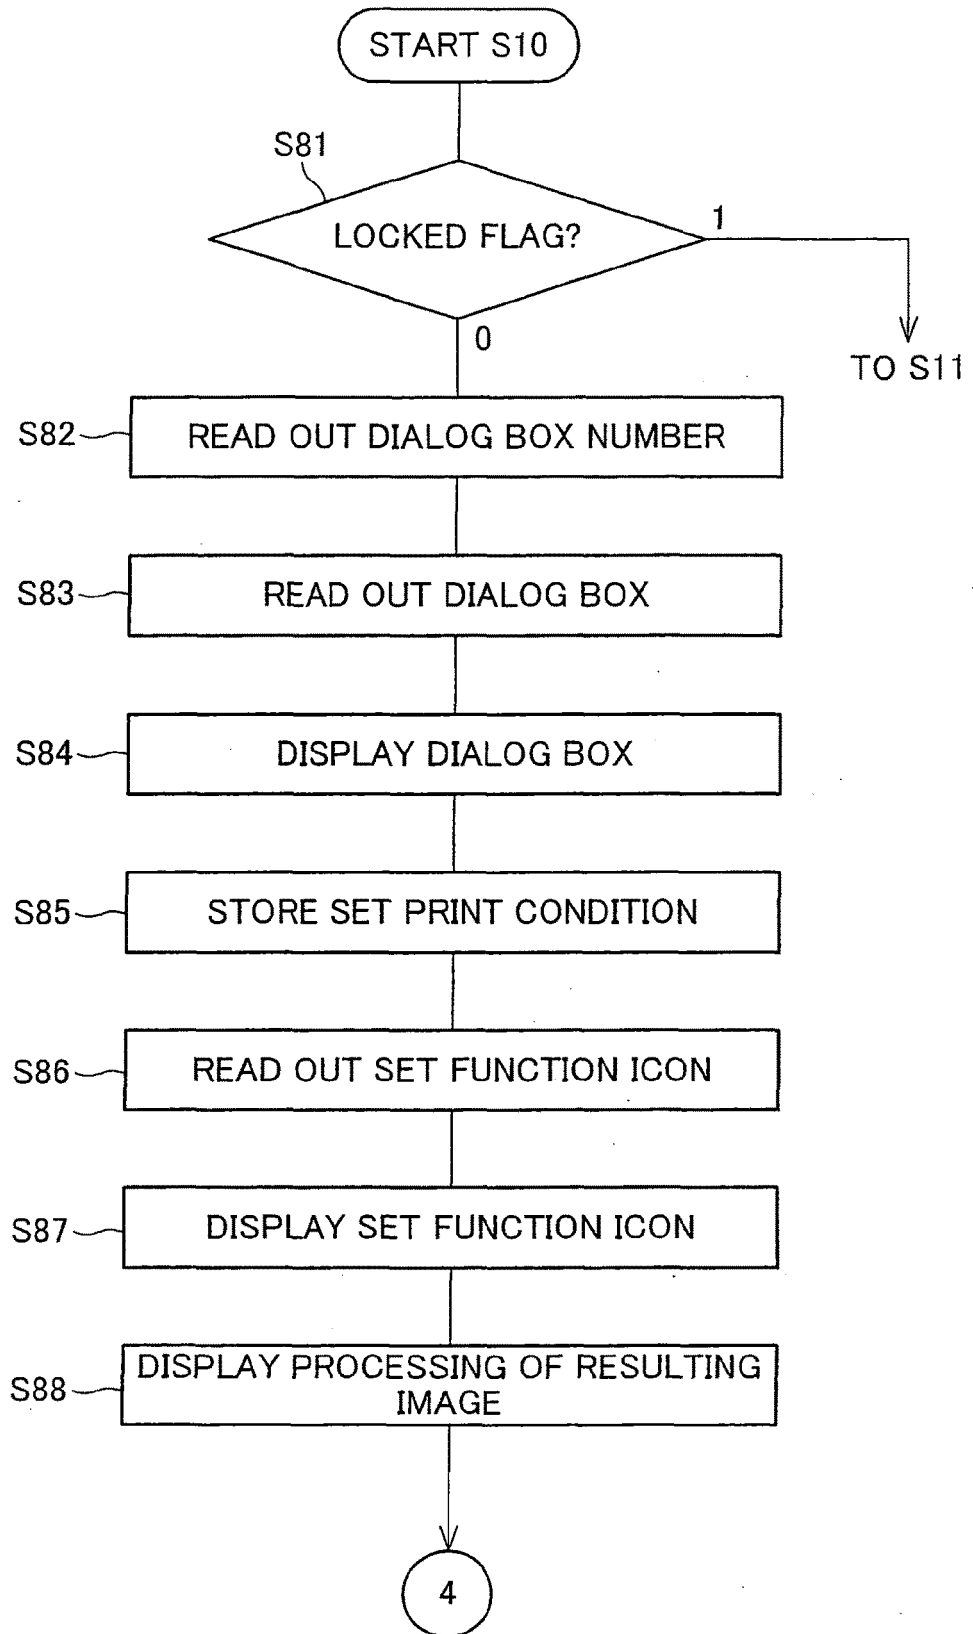 START S10
S81
LOCKED FLAG?
1
0
TO S11
S82
READ OUT DIALOG BOX NUMBER
S83
READ OUT DIALOG BOX
S84
DISPLAY DIALOG BOX
S85
STORE SET PRINT CONDITION
S86
READ OUT SET FUNCTION ICON
S87
DISPLAY SET FUNCTION ICON
S88
DISPLAY PROCESSING OF RESULTING
IMAGE
4